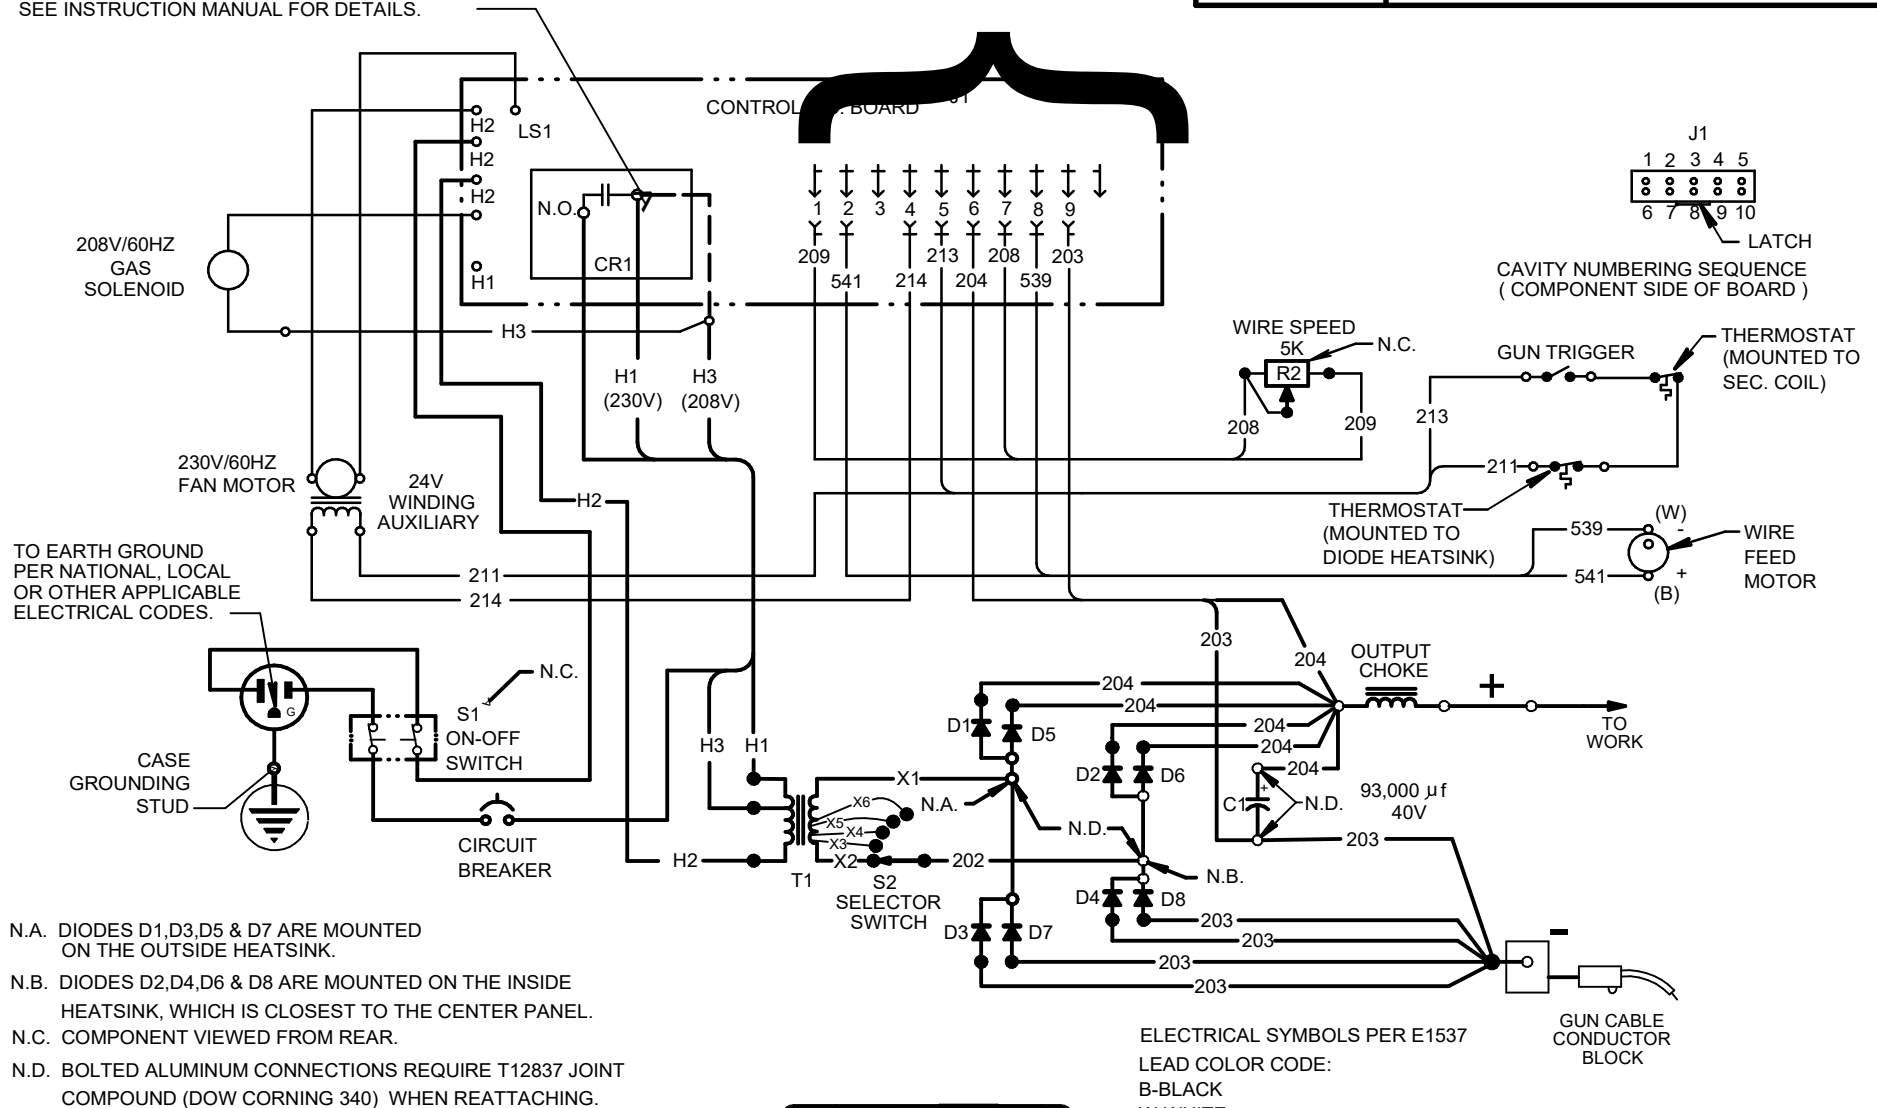 SEE INSTRUCTION MANUAL FOR DETAILS.
CONTROL BOARD
H2
LS1
H2
H2
H1
N.O.
CR1
1 2 3 4 5 6 7 8 9
209 213 208 203
541 214 204 539
J1
1 2 3 4 5
6 7 8 9 10
LATCH
CAVITY NUMBERING SEQUENCE
( COMPONENT SIDE OF BOARD )
208V/60HZ
GAS
SOLENOID
H3
H1
(230V)
H3
(208V)
WIRE SPEED
5K
N.C.
R2
208
209
GUN TRIGGER
THERMOSTAT
(MOUNTED TO
SEC. COIL)
213
211
THERMOSTAT
(MOUNTED TO
DIODE HEATSINK)
230V/60HZ
FAN MOTOR
24V
WINDING
AUXILIARY
H2
539
(W)
-
541
+
(B)
WIRE
FEED
MOTOR
TO EARTH GROUND
PER NATIONAL, LOCAL
OR OTHER APPLICABLE
ELECTRICAL CODES.
211
214
G
N.C.
S1
ON-OFF
SWITCH
CASE
GROUNDING
STUD
CIRCUIT
BREAKER
H3
H1
H2
T1
X1
X6
X5
X4
X3
X2
S2
SELECTOR
SWITCH
202
N.A.
N.D.
N.B.
203
204
OUTPUT
CHOKE
+
TO
WORK
204
204
204
204
204
D1
D5
D2
D6
C1
+
N.D.
93,000 µf
40V
203
D4
D8
D3
D7
203
203
203
203
-
GUN CABLE
CONDUCTOR
BLOCK
N.A. DIODES D1,D3,D5 & D7 ARE MOUNTED
ON THE OUTSIDE HEATSINK.
N.B. DIODES D2,D4,D6 & D8 ARE MOUNTED ON THE INSIDE
HEATSINK, WHICH IS CLOSEST TO THE CENTER PANEL.
N.C. COMPONENT VIEWED FROM REAR.
N.D. BOLTED ALUMINUM CONNECTIONS REQUIRE T12837 JOINT
COMPOUND (DOW CORNING 340) WHEN REATTACHING.
ELECTRICAL SYMBOLS PER E1537
LEAD COLOR CODE:
B-BLACK